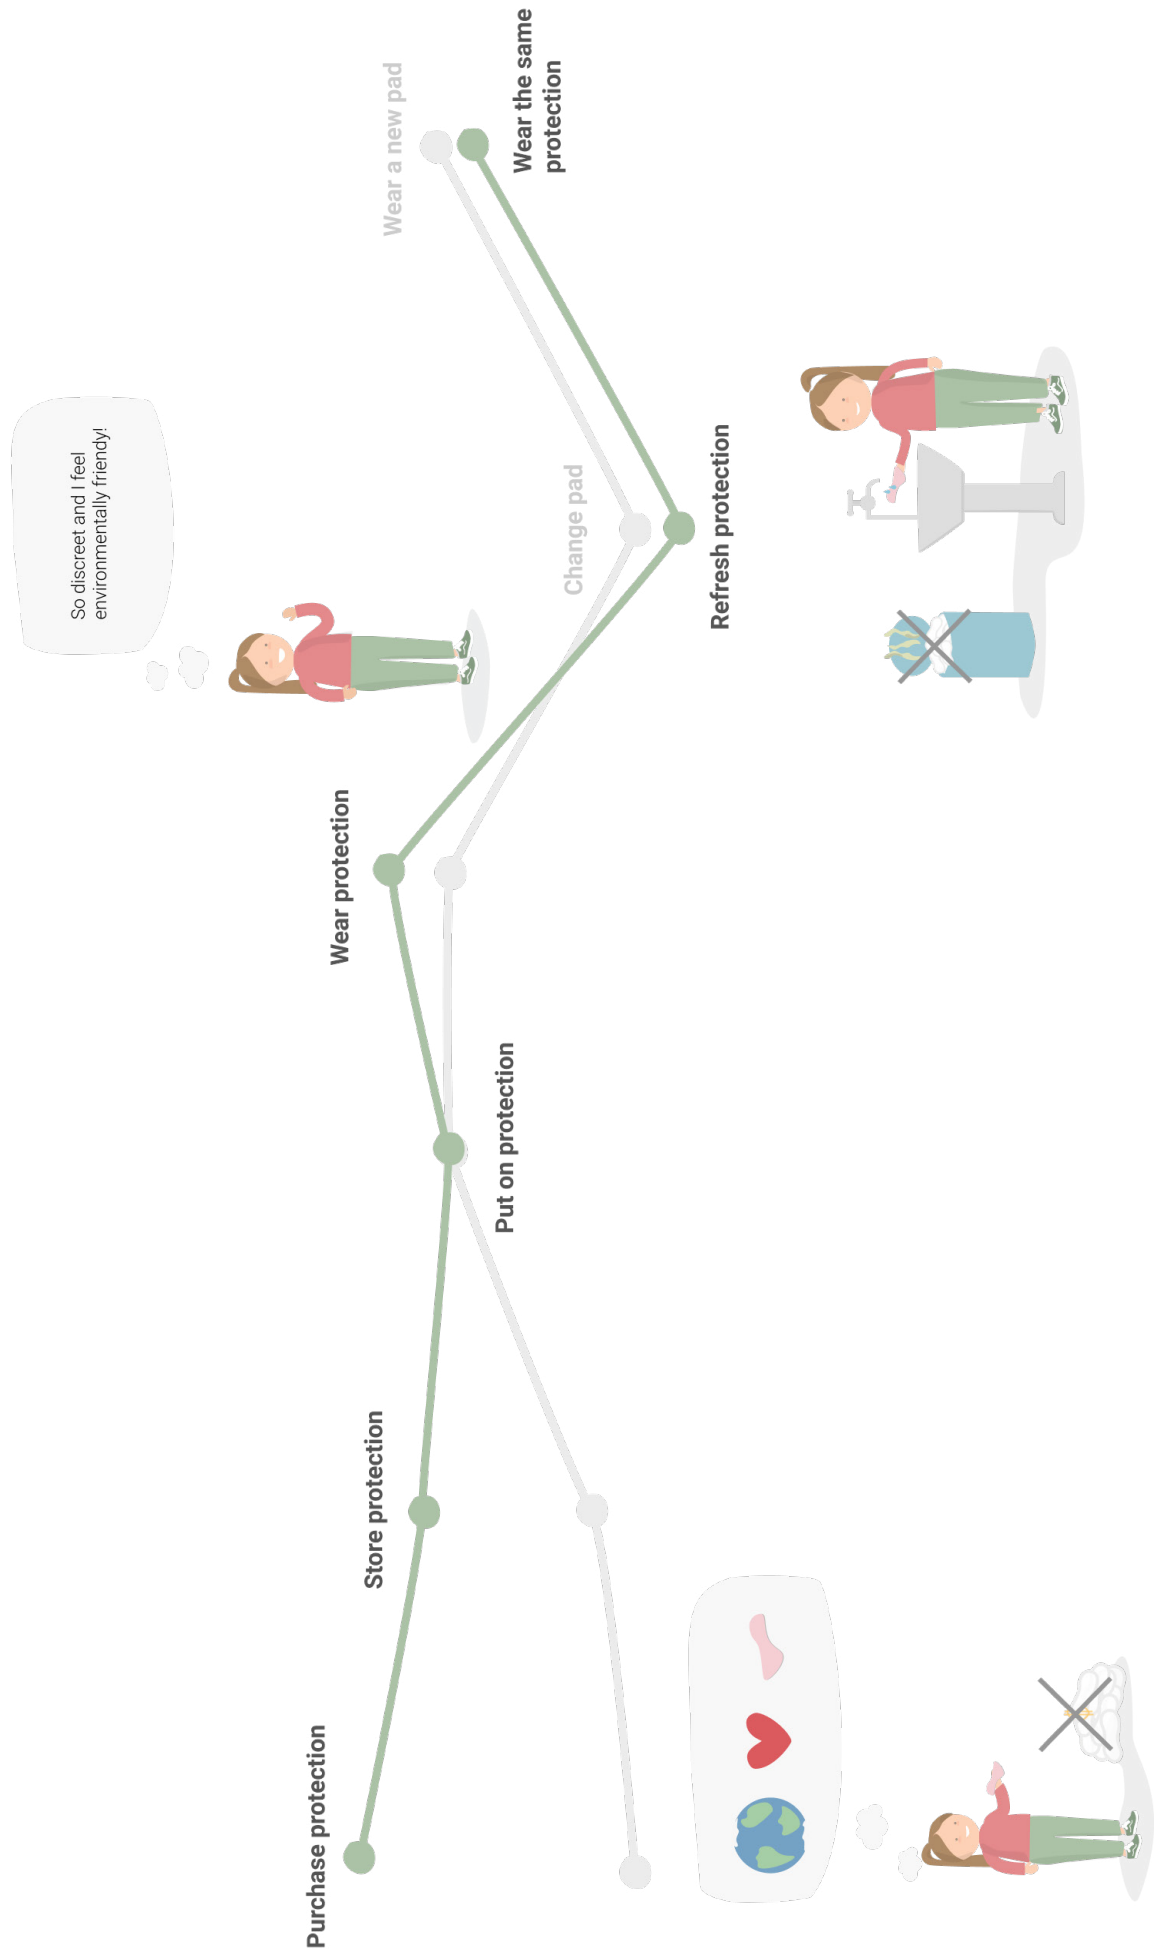 Purchase protection
Store protection
Put on protection
Wear protection
So discreet and I feel
environmentally friendy!
Change pad
Refresh protection
Wear a new pad
Wear the same
protection